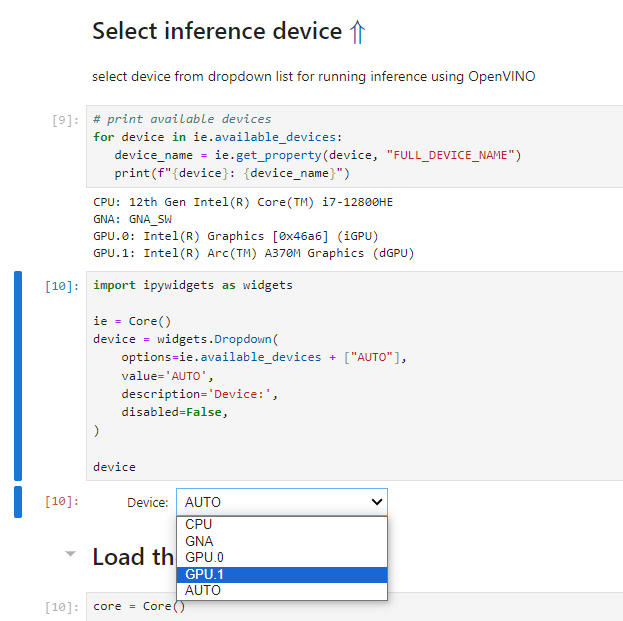 Select inference device ⇑
select device from dropdown list for running inference using OpenVINO
[9]:
# print available devices
for device in ie.available_devices:
   device_name = ie.get_property(device, "FULL_DEVICE_NAME")
   print(f"{device}: {device_name}")
CPU: 12th Gen Intel(R) Core(TM) i7-12800HE
GNA: GNA_SW
GPU.0: Intel(R) Graphics [0x46a6] (iGPU)
GPU.1: Intel(R) Arc(TM) A370M Graphics (dGPU)
[10]:
import ipywidgets as widgets
ie = Core()
device = widgets.Dropdown(
    options=ie.available_devices + ["AUTO"],
    value='AUTO',
    description='Device:',
    disabled=False,
)
device
[10]:
Device: AUTO
CPU
GNA
GPU.0
GPU.1
AUTO
Load th
[10]:
core = Core()